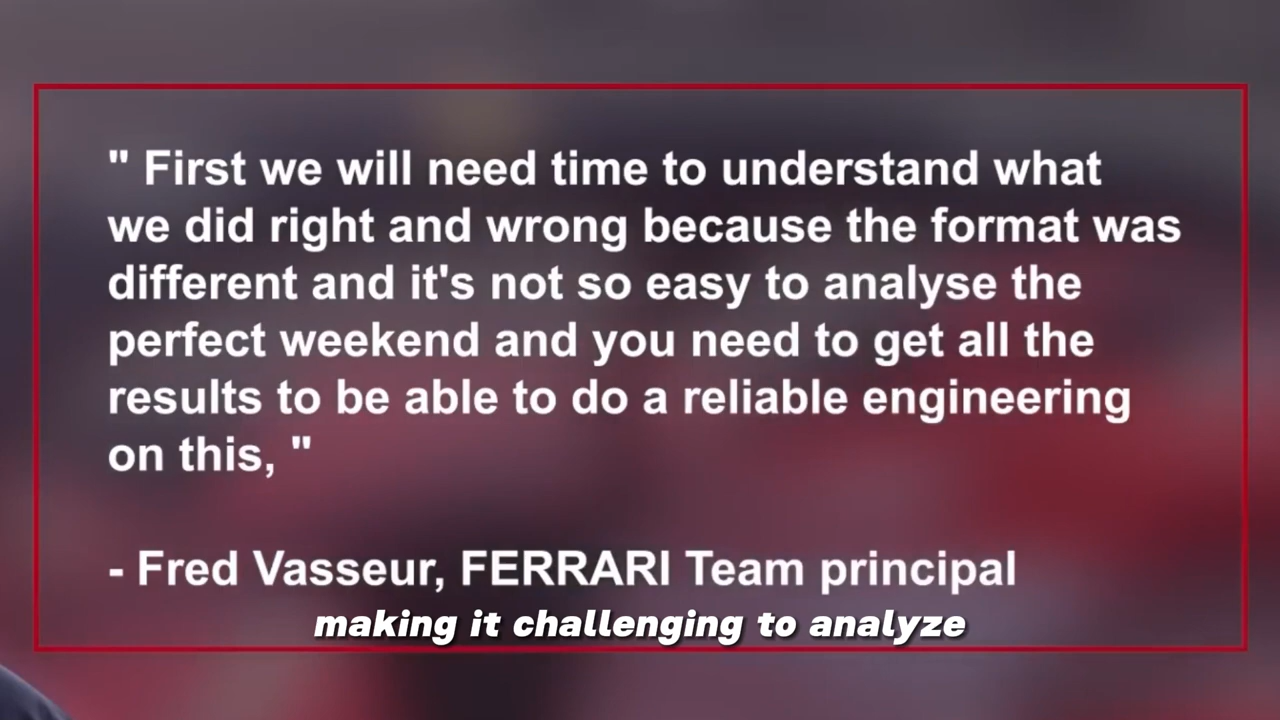 " First we will need time to understand what
we did right and wrong because the format was
different and it's not so easy to analyse the
perfect weekend and you need to get all the
results to be able to do a reliable engineering
on this, "
- Fred Vasseur, FERRARI Team principal
making it challenging to analyze